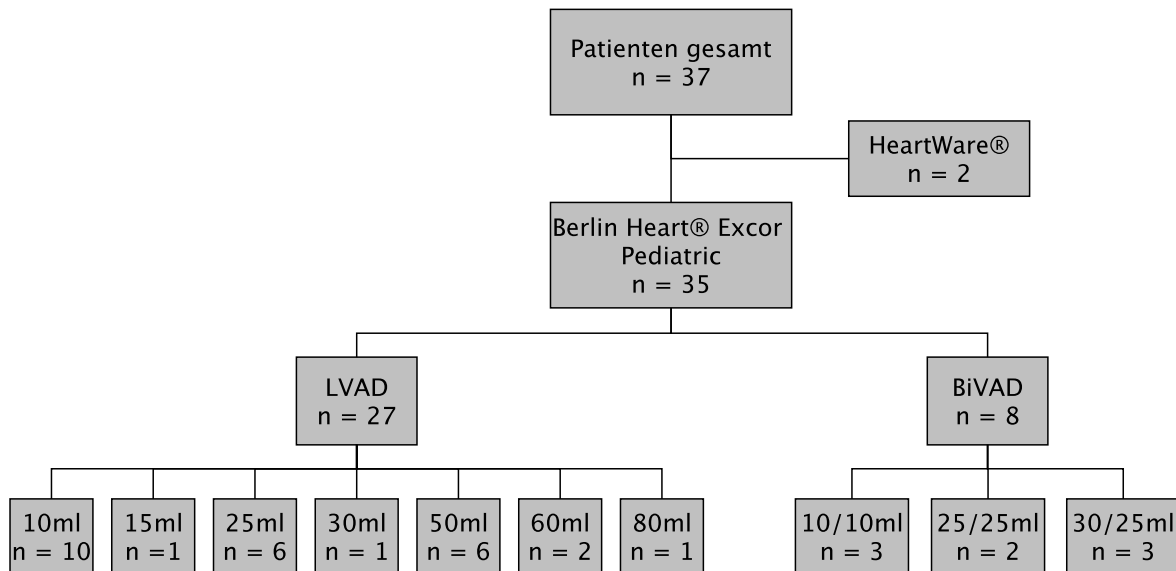 Patienten gesamt
n = 37
HeartWare®
n = 2
Berlin Heart® Excor
Pediatric
n = 35
LVAD
n = 27
BiVAD
n = 8
10ml
n = 10
15ml
n =1
25ml
n = 6
30ml
n = 1
50ml
n = 6
60ml
n = 2
80ml
n = 1
10/10ml
n = 3
25/25ml
n = 2
30/25ml
n = 3